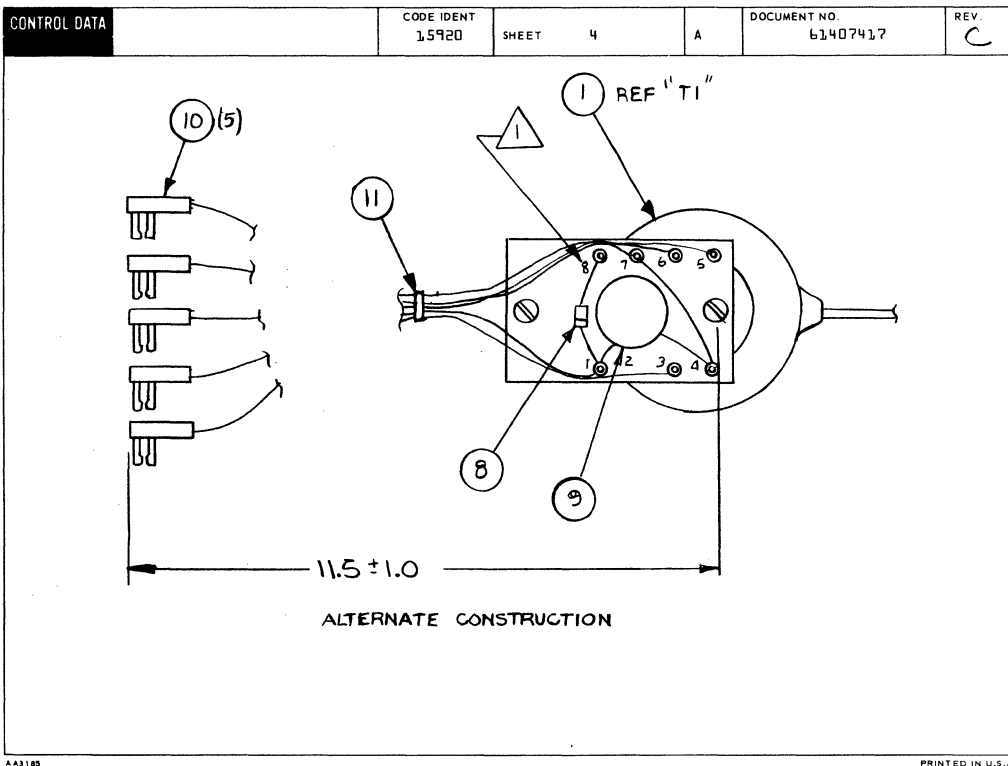 CONTROL DATA
CODE IDENT
15920
SHEET 4
A
DOCUMENT NO.
61407417
REV.
C
10 (5)
1
1 REF "T1"
11
8 7 6 5
1 2 3 4
8
9
11.5 ±1.0
ALTERNATE CONSTRUCTION
AA3185
PRINTED IN U.S.